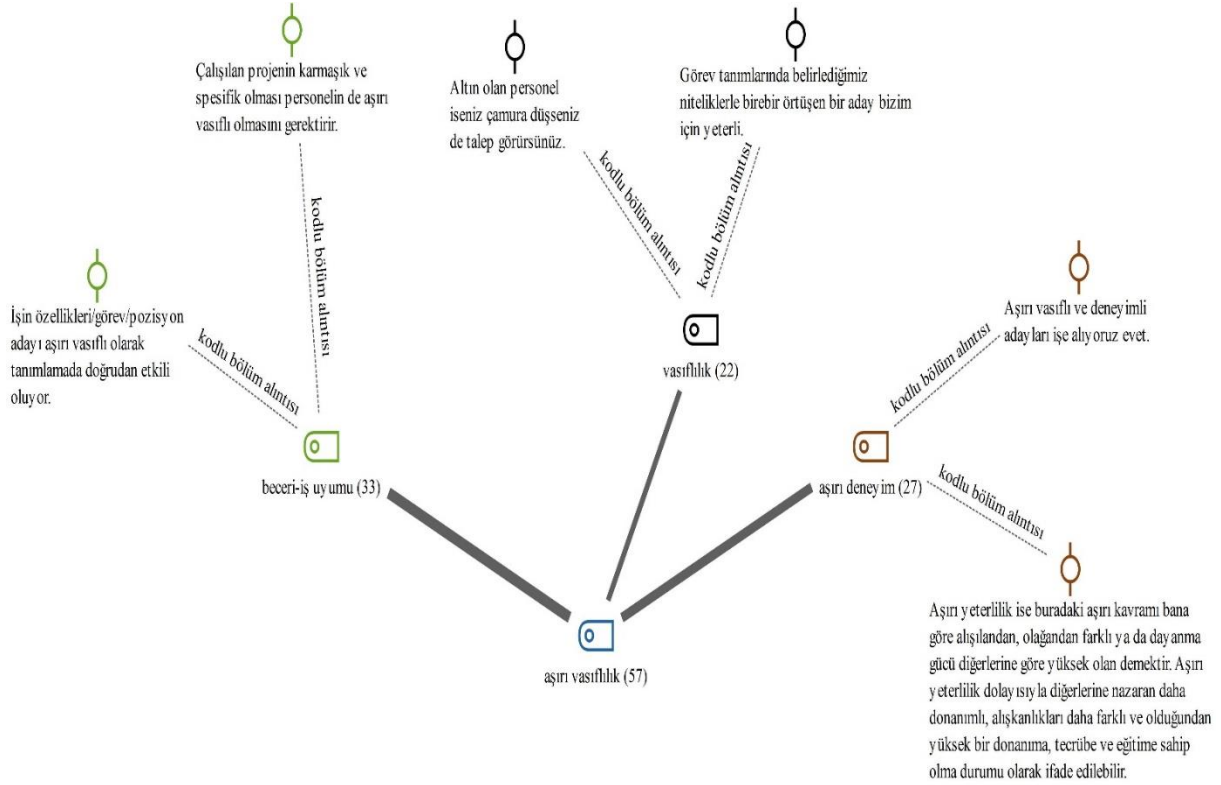 Çalışılan projenin karmaşık ve
spesifik olması personelin de aşırı
vasıflı olmasını gerektirir.
Altın olan personel
iseniz çamura düşseniz
de talep görürsünüz.
Görev tanımlarında belirlediğimiz
niteliklerle birebir örtüşen bir aday bizim
için yeterli.
kodlu bölüm alıntısı
kodlu bölüm alıntısı
kodlu bölüm alıntısı
İşin özellikleri/görev/pozisyon
adayı aşırı vasıflı olarak
tanımlamada doğrudan etkili
oluyor.
kodlu bölüm alıntısı
vasıflılık (22)
Aşırı vasıflı ve deneyimli
adayları işe alıyoruz evet.
kodlu bölüm alıntısı
beceri-iş uyumu (33)
aşırı deneyim (27)
kodlu bölüm alıntısı
aşırı vasıflılık (57)
Aşırı yeterlilik ise buradaki aşırı kavramı bana
göre alışılandan, olağandan farklı ya da dayanma
gücü diğerlerine göre yüksek olan demektir. Aşırı
yeterlilik dolayısıyla diğerlerine nazaran daha
donanımlı, alışkanlıkları daha farklı ve olduğundan
yüksek bir donanıma, tecrübe ve eğitime sahip
olma durumu olarak ifade edilebilir.